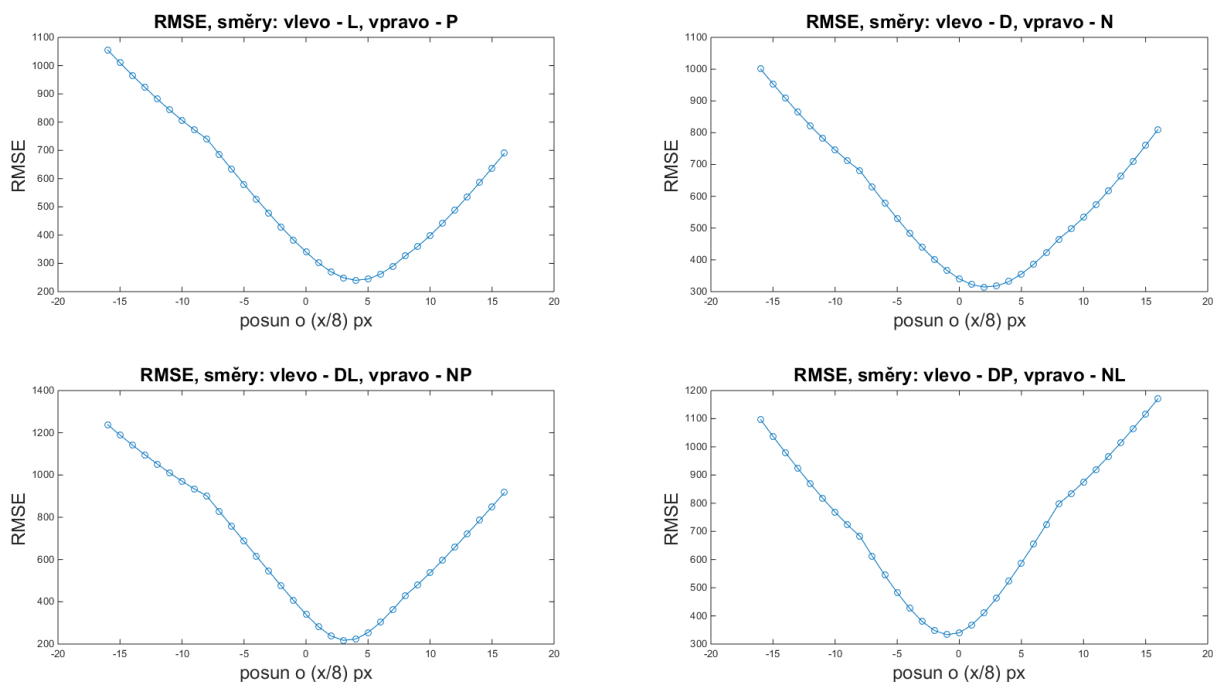 RMSE, směry: vlevo - L, vpravo - P
1100
1000
900
800
700
600
500
400
300
200
RMSE
-20 -15 -10 -5 0 5 10 15 20
posun o (x/8) px
RMSE, směry: vlevo - D, vpravo - N
1100
1000
900
800
700
600
500
400
300
RMSE
-20 -15 -10 -5 0 5 10 15 20
posun o (x/8) px
RMSE, směry: vlevo - DL, vpravo - NP
1400
1200
1000
800
600
400
200
RMSE
-20 -15 -10 -5 0 5 10 15 20
posun o (x/8) px
RMSE, směry: vlevo - DP, vpravo - NL
1200
1100
1000
900
800
700
600
500
400
300
RMSE
-20 -15 -10 -5 0 5 10 15 20
posun o (x/8) px